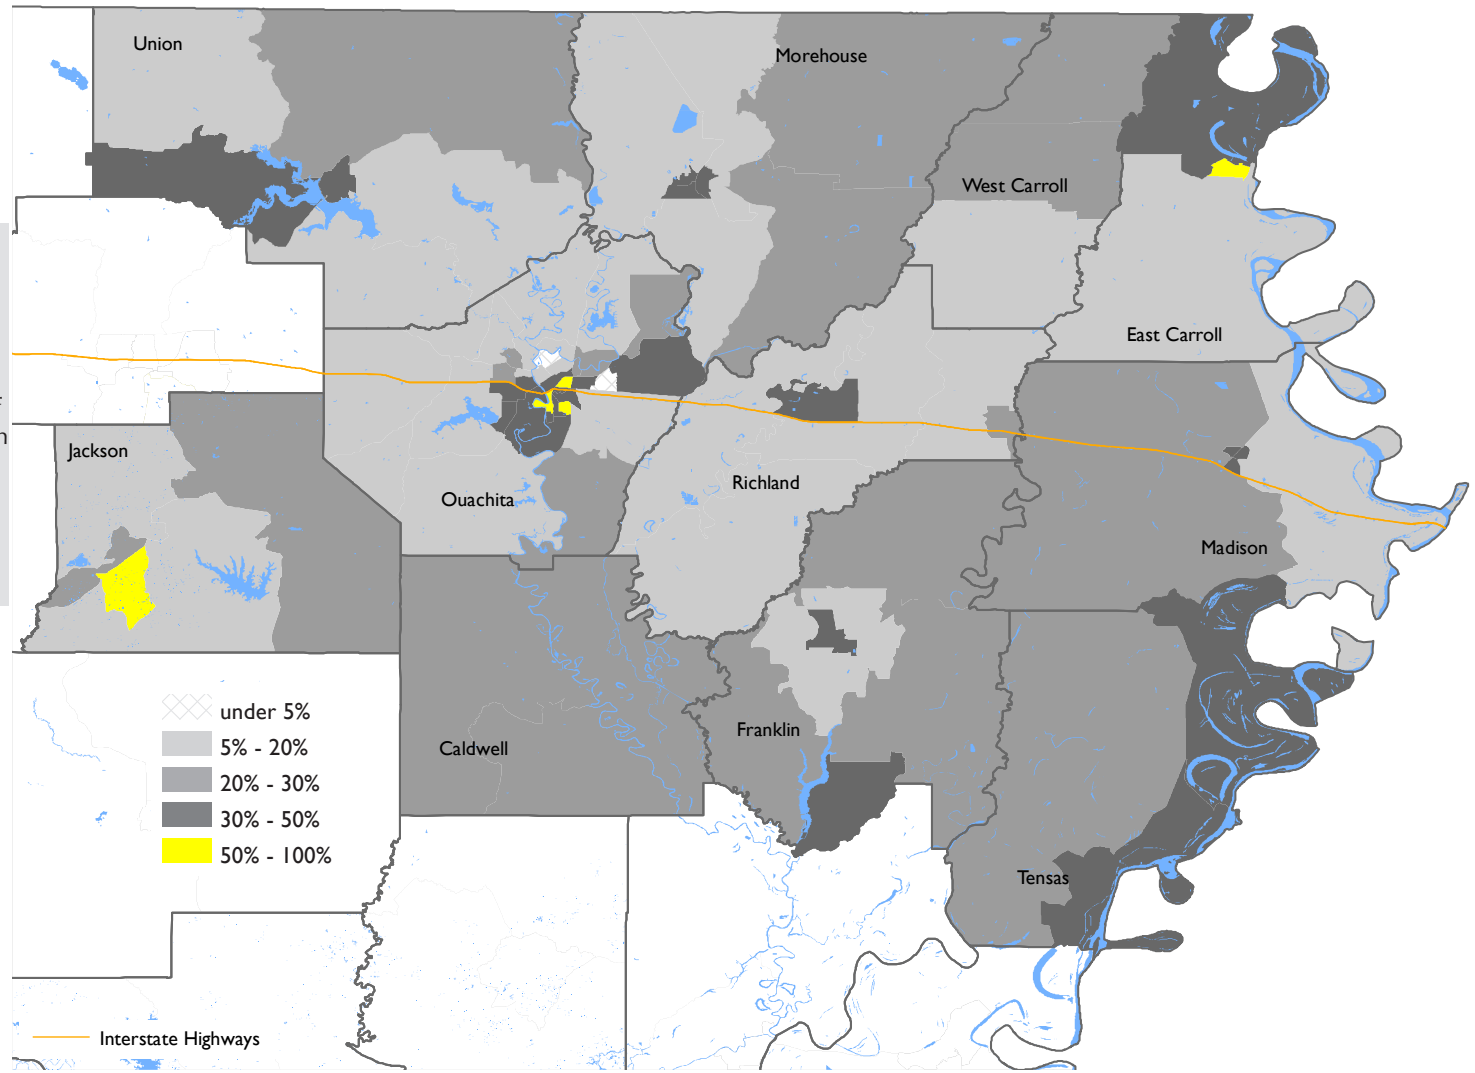 Union
Morehouse
West Carroll
East Carroll
Jackson
Ouachita
Richland
Madison
Franklin
Caldwell
Tensas
under 5%
5% - 20%
20% - 30%
30% - 50%
50% - 100%
Interstate Highways